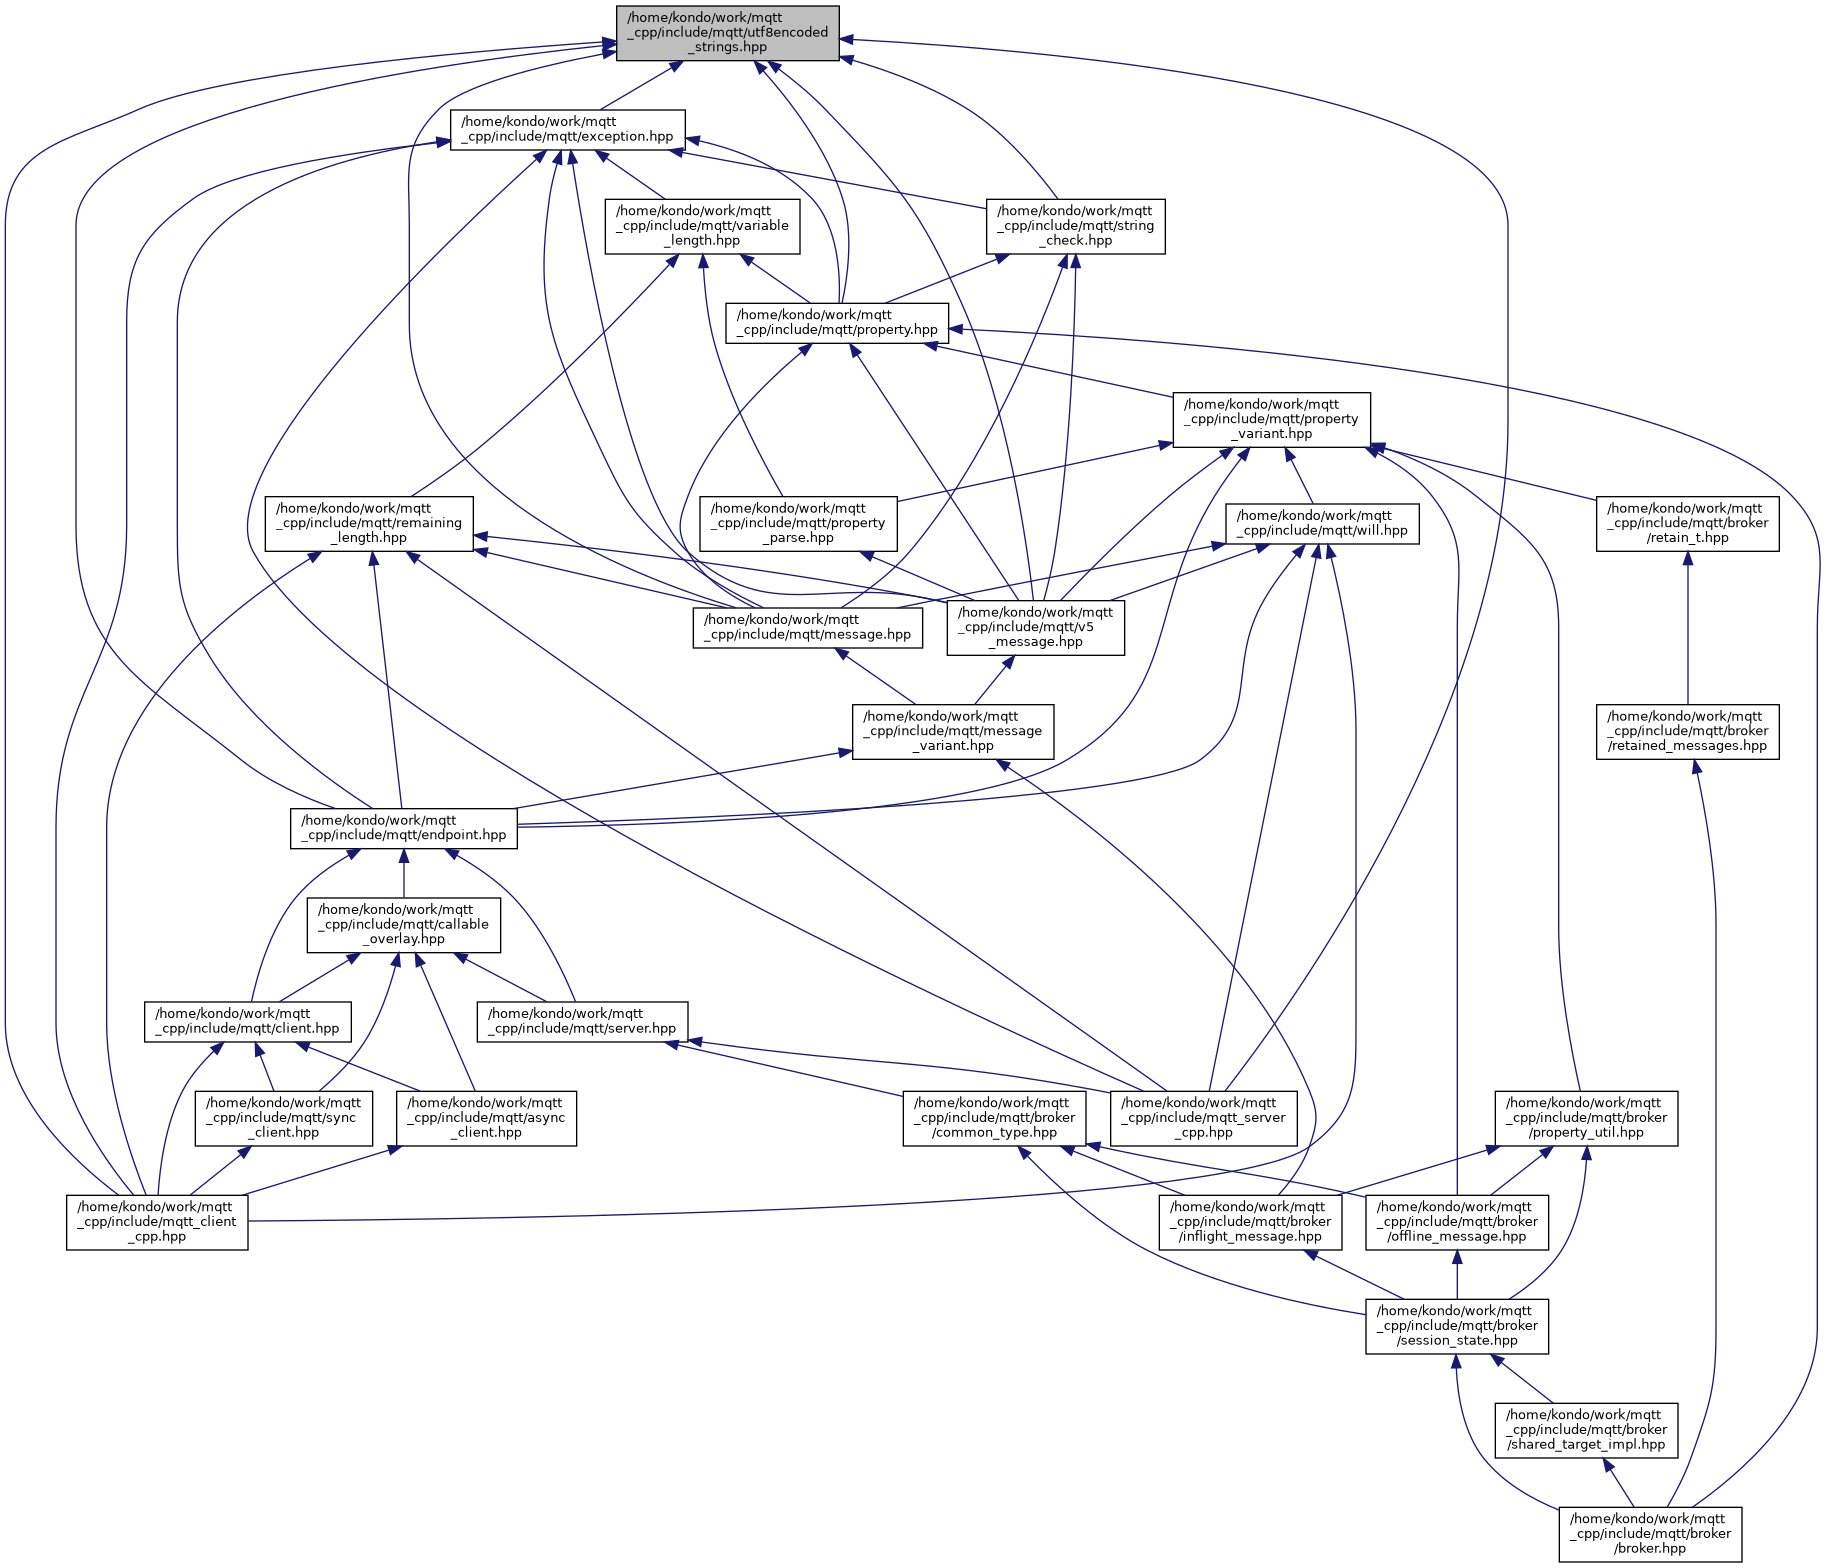 /home/kondo/work/mqtt
_cpp/include/mqtt/utf8encoded
_strings.hpp
/home/kondo/work/mqtt
_cpp/include/mqtt/exception.hpp
/home/kondo/work/mqtt
_cpp/include/mqtt/variable
_length.hpp
/home/kondo/work/mqtt
_cpp/include/mqtt/string
_check.hpp
/home/kondo/work/mqtt
_cpp/include/mqtt/property.hpp
/home/kondo/work/mqtt
_cpp/include/mqtt/property
_variant.hpp
/home/kondo/work/mqtt
_cpp/include/mqtt/remaining
_length.hpp
/home/kondo/work/mqtt
_cpp/include/mqtt/property
_parse.hpp
/home/kondo/work/mqtt
_cpp/include/mqtt/will.hpp
/home/kondo/work/mqtt
_cpp/include/mqtt/broker
/retain_t.hpp
/home/kondo/work/mqtt
_cpp/include/mqtt/message.hpp
/home/kondo/work/mqtt
_cpp/include/mqtt/v5
_message.hpp
/home/kondo/work/mqtt
_cpp/include/mqtt/message
_variant.hpp
/home/kondo/work/mqtt
_cpp/include/mqtt/broker
/retained_messages.hpp
/home/kondo/work/mqtt
_cpp/include/mqtt/endpoint.hpp
/home/kondo/work/mqtt
_cpp/include/mqtt/callable
_overlay.hpp
/home/kondo/work/mqtt
_cpp/include/mqtt/client.hpp
/home/kondo/work/mqtt
_cpp/include/mqtt/server.hpp
/home/kondo/work/mqtt
_cpp/include/mqtt/sync
_client.hpp
/home/kondo/work/mqtt
_cpp/include/mqtt/async
_client.hpp
/home/kondo/work/mqtt
_cpp/include/mqtt/broker
/common_type.hpp
/home/kondo/work/mqtt
_cpp/include/mqtt_server
_cpp.hpp
/home/kondo/work/mqtt
_cpp/include/mqtt/broker
/property_util.hpp
/home/kondo/work/mqtt
_cpp/include/mqtt_client
_cpp.hpp
/home/kondo/work/mqtt
_cpp/include/mqtt/broker
/inflight_message.hpp
/home/kondo/work/mqtt
_cpp/include/mqtt/broker
/offline_message.hpp
/home/kondo/work/mqtt
_cpp/include/mqtt/broker
/session_state.hpp
/home/kondo/work/mqtt
_cpp/include/mqtt/broker
/shared_target_impl.hpp
/home/kondo/work/mqtt
_cpp/include/mqtt/broker
/broker.hpp